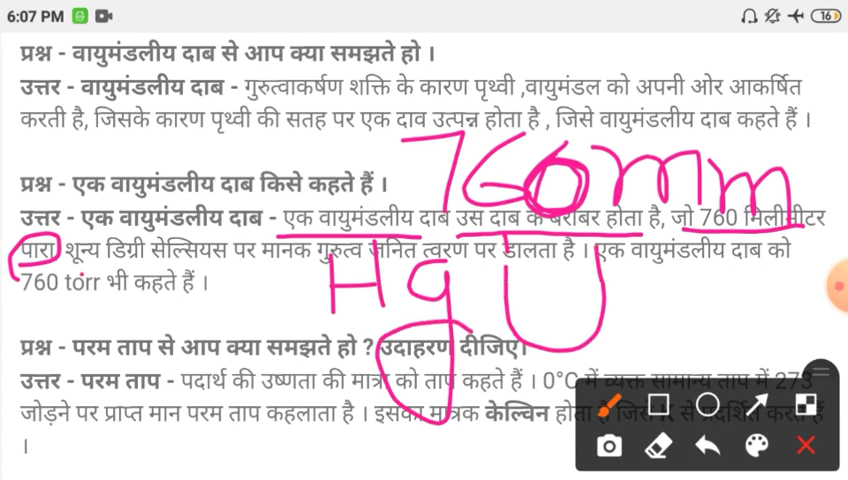 6:07 PM 16
प्रश्न - वायुमंडलीय दाब से आप क्या समझते हो ।
उत्तर - वायुमंडलीय दाब - गुरुत्वाकर्षण शक्ति के कारण पृथ्वी ,वायुमंडल को अपनी ओर आकर्षित
करती है, जिसके कारण पृथ्वी की सतह पर एक दाव उत्पन्न होता है , जिसे वायुमंडलीय दाब कहते हैं ।
760mm
प्रश्न - एक वायुमंडलीय दाब किसे कहते हैं ।
उत्तर - एक वायुमंडलीय दाब - एक वायुमंडलीय दाब उस दाब के बराबर होता है, जो 760 मिलीमीटर
पारा शून्य डिग्री सेल्सियस पर मानक गुरुत्व जनित त्वरण पर डालता है । एक वायुमंडलीय दाब को
Hg
760 torr भी कहते हैं ।
प्रश्न - परम ताप से आप क्या समझते हो ? उदाहरण दीजिए।
उत्तर - परम ताप - पदार्थ की उष्णता की मात्रा को ताप कहते हैं । 0°C में व्यक्त सामान्य ताप में 273
जोड़ने पर प्राप्त मान परम ताप कहलाता है । इसका मात्रक केल्विन होता है जिसे K से प्रदर्शित करते हैं
।